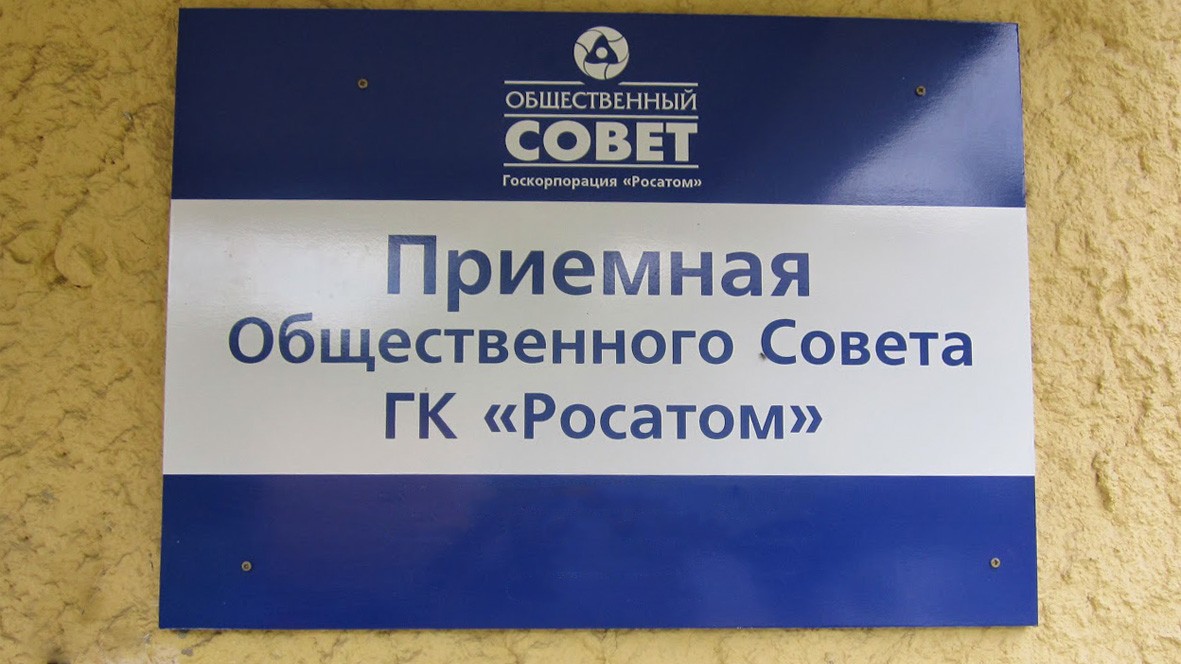 ОБЩЕСТВЕННЫЙ
СОВЕТ
Госкорпорация «Росатом»
Приемная
Общественного Совета
ГК «Росатом»